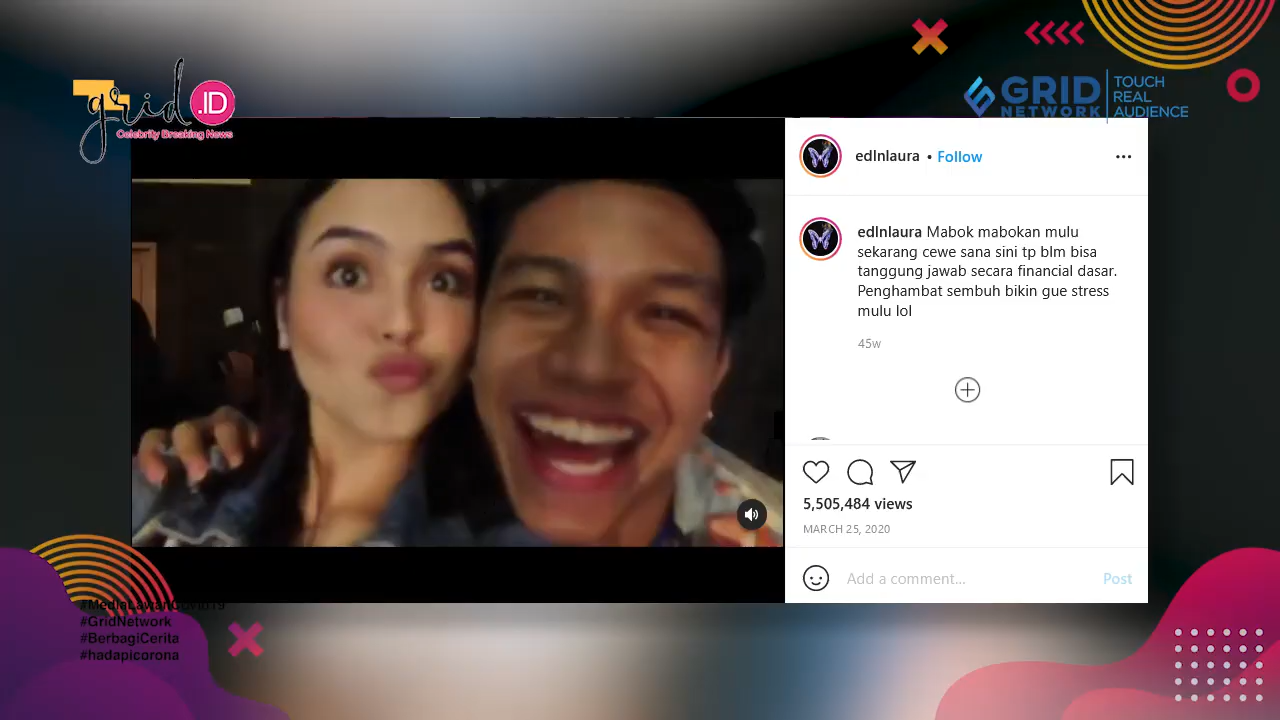 grid .ID
Celebrity Breaking News
GRID
NETWORK
TOUCH
REAL
AUDIENCE
edlnlaura • Follow
edlnlaura Mabok mabokan mulu
sekarang cewe sana sini tp blm bisa
tanggung jawab secara financial dasar.
Penghambat sembuh bikin gue stress
mulu lol
45w
5,505,484 views
MARCH 25, 2020
Add a comment...
Post
#MediaLawanCovid19
#GridNetwork
#BerbagiCerita
#hadapicorona